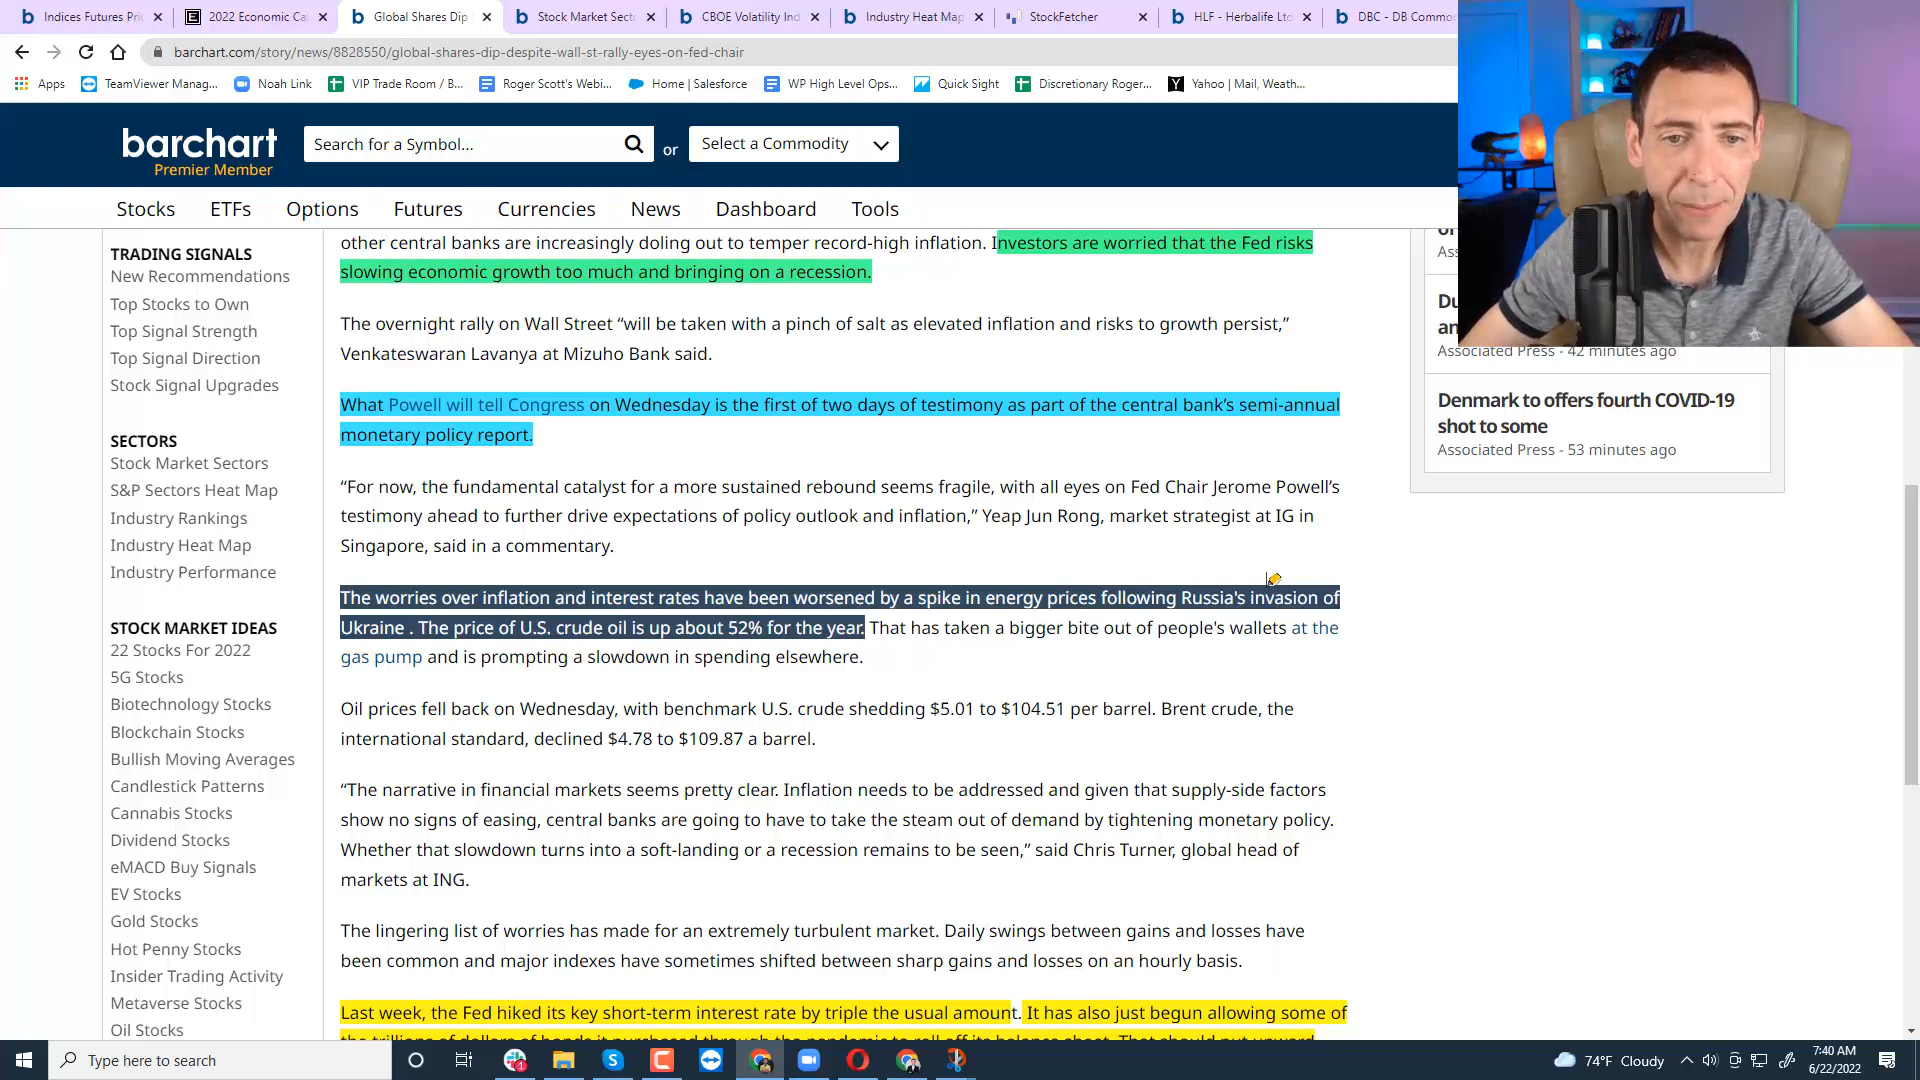 Indices Futures Pri
2022 Economic Ca
Global Shares Dip
Stock Market Sect
CBOE Volatility Ind
Industry Heat Map
StockFetcher
HLF - Herbalife Ltd
DBC - DB Commo
barchart.com/story/news/8828550/global-shares-dip-despite-wall-st-rally-eyes-on-fed-chair
Apps
TeamViewer Manag...
Noah Link
VIP Trade Room / B...
Roger Scott's Webi...
Home | Salesforce
WP High Level Ops...
Quick Sight
Discretionary Roger...
Yahoo | Mail, Weath...
barchart
Premier Member
Search for a Symbol...
or
Select a Commodity
Stocks
ETFs
Options
Futures
Currencies
News
Dashboard
Tools
TRADING SIGNALS
New Recommendations
Top Stocks to Own
Top Signal Strength
Top Signal Direction
Stock Signal Upgrades
SECTORS
Stock Market Sectors
S&P Sectors Heat Map
Industry Rankings
Industry Heat Map
Industry Performance
STOCK MARKET IDEAS
22 Stocks For 2022
5G Stocks
Biotechnology Stocks
Blockchain Stocks
Bullish Moving Averages
Candlestick Patterns
Cannabis Stocks
Dividend Stocks
eMACD Buy Signals
EV Stocks
Gold Stocks
Hot Penny Stocks
Insider Trading Activity
Metaverse Stocks
Oil Stocks
other central banks are increasingly doling out to temper record-high inflation. Investors are worried that the Fed risks
slowing economic growth too much and bringing on a recession.
The overnight rally on Wall Street “will be taken with a pinch of salt as elevated inflation and risks to growth persist,”
Venkateswaran Lavanya at Mizuho Bank said.
What Powell will tell Congress on Wednesday is the first of two days of testimony as part of the central bank’s semi-annual
monetary policy report.
“For now, the fundamental catalyst for a more sustained rebound seems fragile, with all eyes on Fed Chair Jerome Powell’s
testimony ahead to further drive expectations of policy outlook and inflation,” Yeap Jun Rong, market strategist at IG in
Singapore, said in a commentary.
The worries over inflation and interest rates have been worsened by a spike in energy prices following Russia's invasion of
Ukraine . The price of U.S. crude oil is up about 52% for the year. That has taken a bigger bite out of people's wallets at the
gas pump and is prompting a slowdown in spending elsewhere.
Oil prices fell back on Wednesday, with benchmark U.S. crude shedding $5.01 to $104.51 per barrel. Brent crude, the
international standard, declined $4.78 to $109.87 a barrel.
“The narrative in financial markets seems pretty clear. Inflation needs to be addressed and given that supply-side factors
show no signs of easing, central banks are going to have to take the steam out of demand by tightening monetary policy.
Whether that slowdown turns into a soft-landing or a recession remains to be seen,” said Chris Turner, global head of
markets at ING.
The lingering list of worries has made for an extremely turbulent market. Daily swings between gains and losses have
been common and major indexes have sometimes shifted between sharp gains and losses on an hourly basis.
Last week, the Fed hiked its key short-term interest rate by triple the usual amount. It has also just begun allowing some of
the trillions of dollars of bonds it purchased through the pandemic to roll off its balance sheet. That should put upward
Associated Press - 42 minutes ago
Denmark to offers fourth COVID-19
shot to some
Associated Press - 53 minutes ago
Type here to search
74°F Cloudy
7:40 AM
6/22/2022